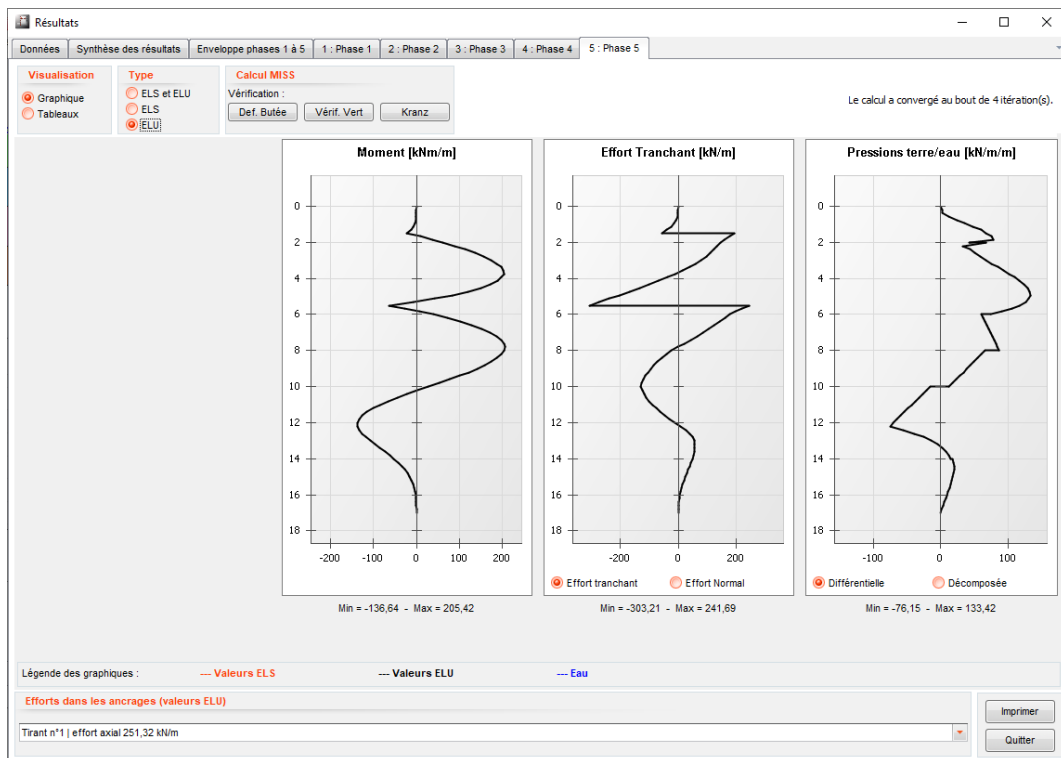 Résultats
Données Synthèse des résultats Enveloppe phases 1 à 5 1 : Phase 1 2 : Phase 2 3 : Phase 3 4 : Phase 4 5 : Phase 5
Visualisation Type Calcul MISS
Graphique ELS et ELU Vérification :
Tableaux ELS Def. Butée Vérif. Vert Kranz
ELU
Le calcul a convergé au bout de 4 itération(s).
Moment [kNm/m]
0
2
4
6
8
10
12
14
16
18
-200 -100 0 100 200
Min = -136,64 - Max = 205,42
Effort Tranchant [kN/m]
0
2
4
6
8
10
12
14
16
18
-200 0 200
Effort tranchant Effort Normal
Min = -303,21 - Max = 241,69
Pressions terre/eau [kN/m/m]
0
2
4
6
8
10
12
14
16
18
-100 0 100
Différentielle Décomposée
Min = -76,15 - Max = 133,42
Légende des graphiques : --- Valeurs ELS --- Valeurs ELU --- Eau
Efforts dans les ancrages (valeurs ELU)
Tirant n°1 | effort axial 251,32 kN/m
Imprimer
Quitter